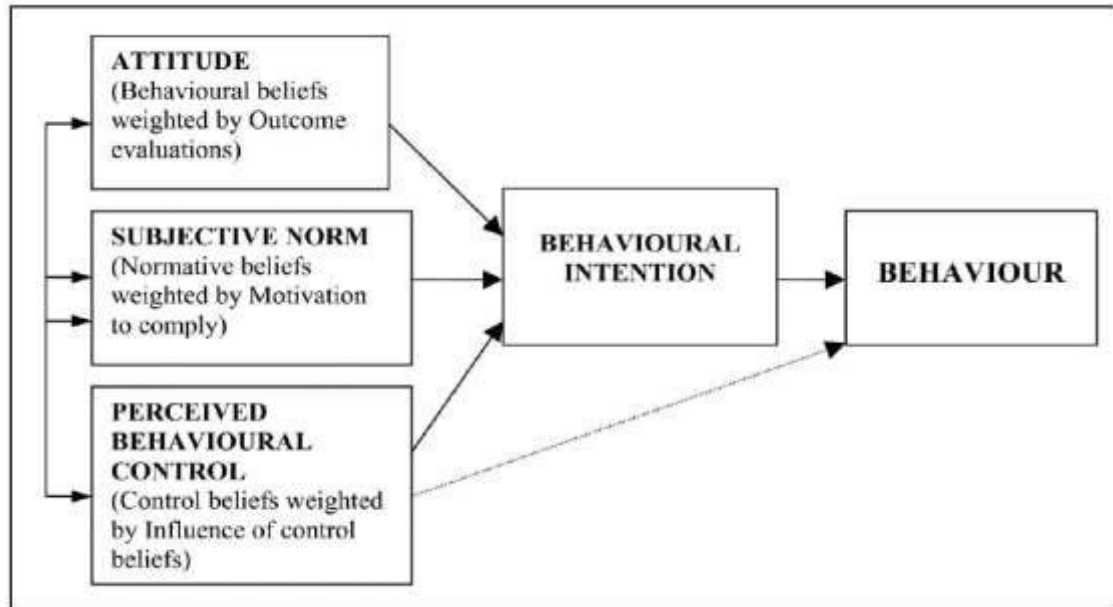 ATTITUDE
(Behavioural beliefs
weighted by Outcome
evaluations)
SUBJECTIVE NORM
(Normative beliefs
weighted by Motivation
to comply)
PERCEIVED
BEHAVIOURAL
CONTROL
(Control beliefs weighted
by Influence of control
beliefs)
BEHAVIOURAL
INTENTION
BEHAVIOUR